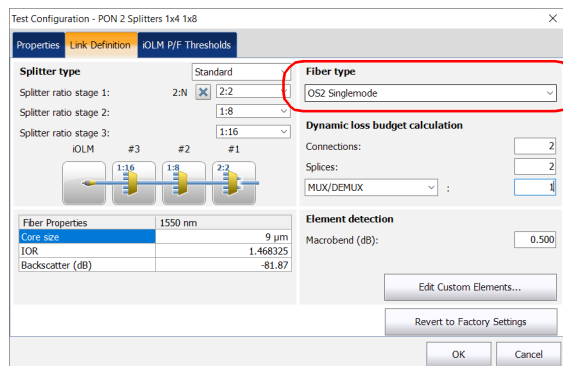 Test Configuration - PON 2 Splitters 1x4 1x8
Properties Link Definition iOLM P/F Thresholds
Splitter type Standard
Splitter ratio stage 1: 2:N 2:2
Splitter ratio stage 2: 1:8
Splitter ratio stage 3: 1:16
iOLM #3 #2 #1
1:16 1:8 2:2
Fiber Properties 1550 nm
Core size 9 µm
IOR 1.468325
Backscatter (dB) -81.87
Fiber type
OS2 Singlemode
Dynamic loss budget calculation
Connections: 2
Splices: 2
MUX/DEMUX : 1
Element detection
Macrobend (dB): 0.500
Edit Custom Elements...
Revert to Factory Settings
OK Cancel